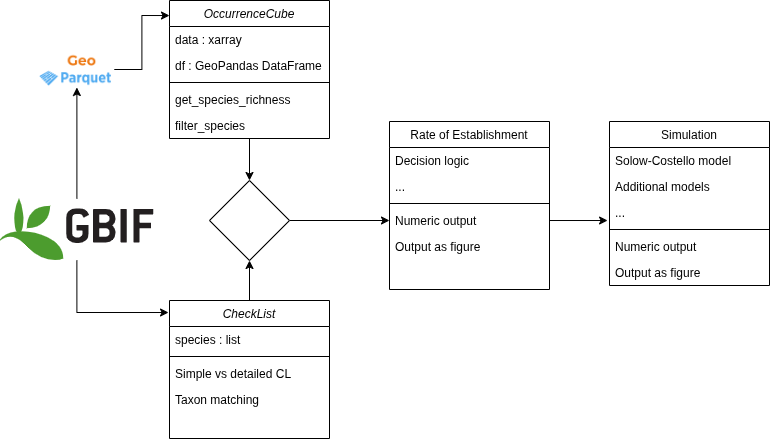 Geo
Parquet
GBIF
OccurrenceCube
data : xarray
df : GeoPandas DataFrame
get_species_richness
filter_species
CheckList
species : list
Simple vs detailed CL
Taxon matching
Rate of Establishment
Decision logic
...
Numeric output
Output as figure
Simulation
Solow-Costello model
Additional models
...
Numeric output
Output as figure